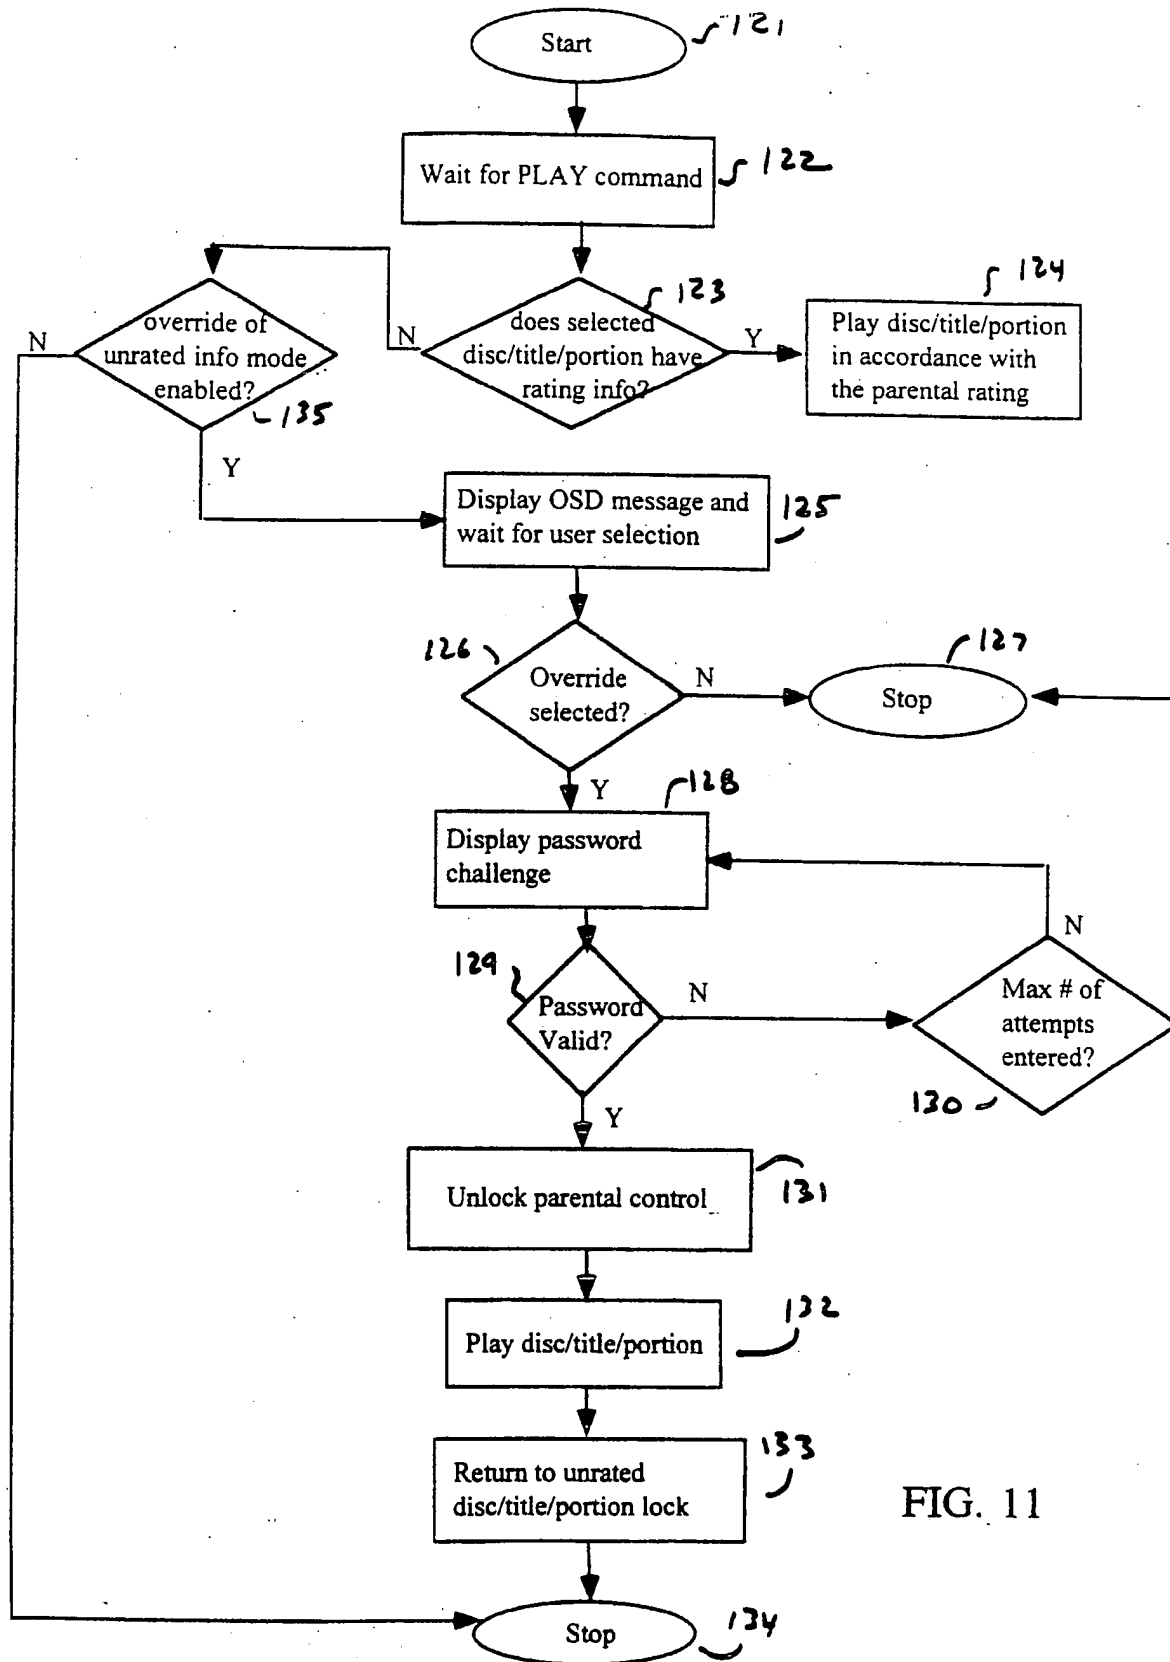 Start
121
Wait for PLAY command
122
123
124
N
override of
unrated info mode
enabled?
135
N
does selected
disc/title/portion have
rating info?
Y
Play disc/title/portion
in accordance with
the parental rating
Y
Display OSD message and
wait for user selection
125
126
Override
selected?
N
127
Stop
Y
128
Display password
challenge
N
129
Password
Valid?
N
Max # of
attempts
entered?
130
Y
Unlock parental control
131
Play disc/title/portion
132
Return to unrated
disc/title/portion lock
133
FIG. 11
Stop
134